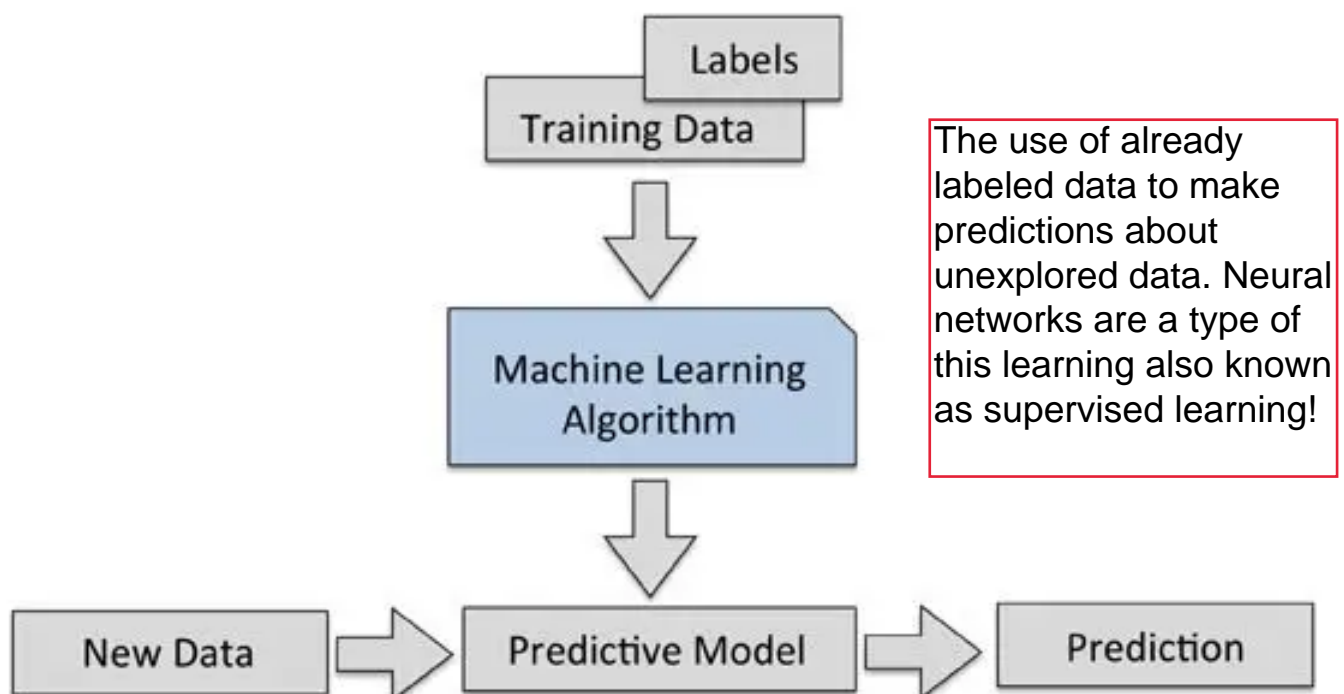 Labels
Training Data
The use of already
labeled data to make
predictions about
unexplored data. Neural
networks are a type of
this learning also known
as supervised learning!
Machine Learning
Algorithm
New Data
Predictive Model
Prediction